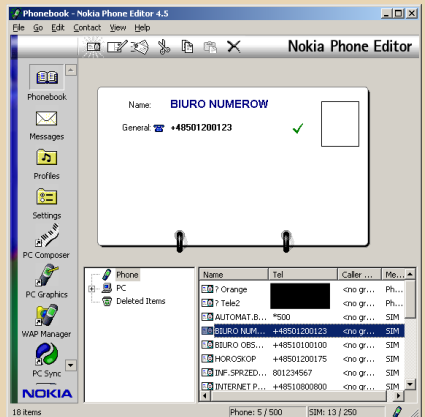 Phonebook - Nokia Phone Editor 4.5
File Go Edit Contact View Help
Nokia Phone Editor
Phonebook
Messages
Profiles
Settings
PC Composer
PC Graphics
WAP Manager
PC Sync
NOKIA
Name: BIURO NUMEROW
General: +48501200123
Phone
PC
Deleted Items
Name Tel Caller ... Me...
? Orange <no gr... Ph...
? Tele2 <no gr... Ph...
AUTOMAT.B... *500 <no gr... SIM
BIURO NUM... +48501200123 <no gr... SIM
BIURO OBS... +48510100100 <no gr... SIM
HOROSKOP +48501200175 <no gr... SIM
INF.SPRZED... 801234567 <no gr... SIM
INTERNET P... +48510800800 <no gr... SIM
18 items Phone: 5 / 500 SIM: 13 / 250